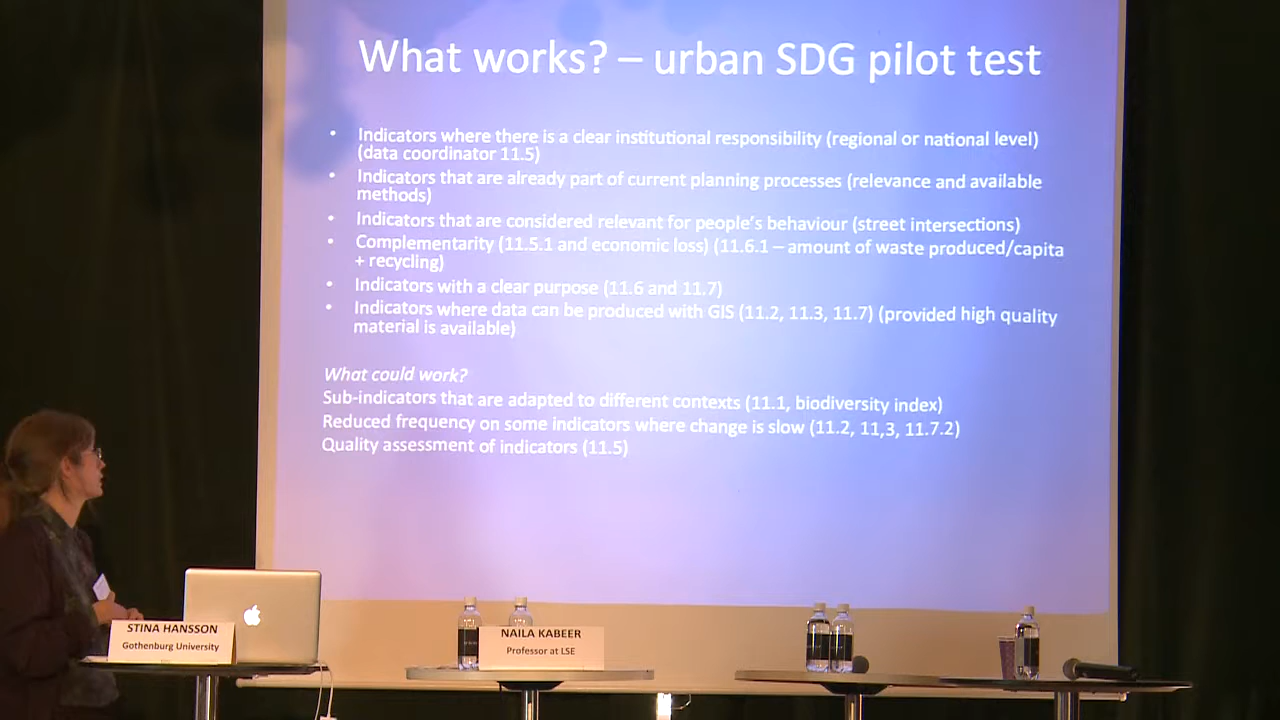 What works? – urban SDG pilot test
• Indicators where there is a clear institutional responsibility (regional or national level)
(data coordinator 11.5)
• Indicators that are already part of current planning processes (relevance and available
methods)
• Indicators that are considered relevant for people's behaviour (street intersections)
• Complementarity (11.5.1 and economic loss) (11.6.1 – amount of waste produced/capita
+ recycling)
• Indicators with a clear purpose (11.6 and 11.7)
• Indicators where data can be produced with GIS (11.2, 11.3, 11.7) (provided high quality
material is available)
What could work?
Sub-indicators that are adapted to different contexts (11.1, biodiversity index)
Reduced frequency on some indicators where change is slow (11.2, 11,3, 11.7.2)
Quality assessment of indicators (11.5)
STINA HANSSON
Gothenburg University
NAILA KABEER
Professor at LSE